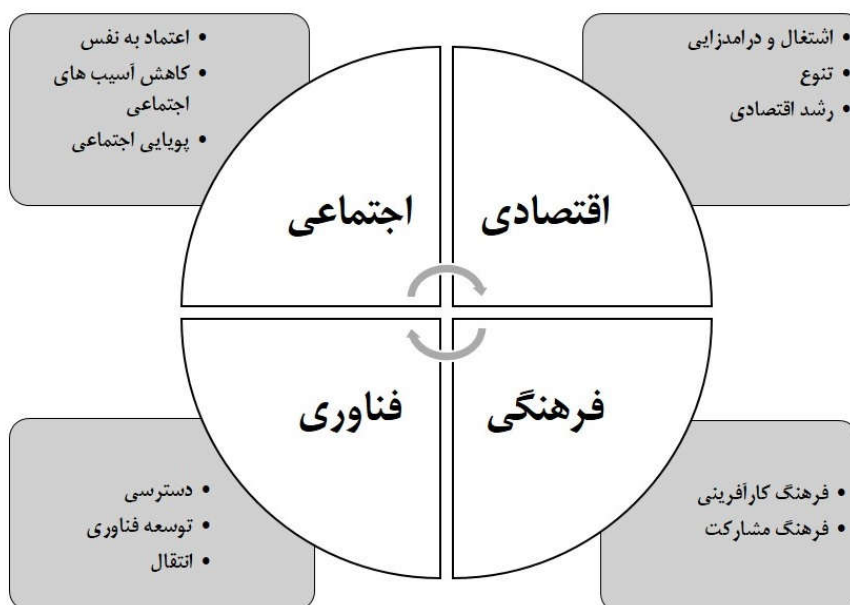 • اشتغال و درامدزایی
• تنوع
• رشد اقتصادی
• اعتماد به نفس
• کاهش آسیب های
اجتماعی
• پویایی اجتماعی
اقتصادی
اجتماعی
فرهنگی
فناوری
• فرهنگ کارآفرینی
• فرهنگ مشارکت
• دسترسی
• توسعه فناوری
• انتقال